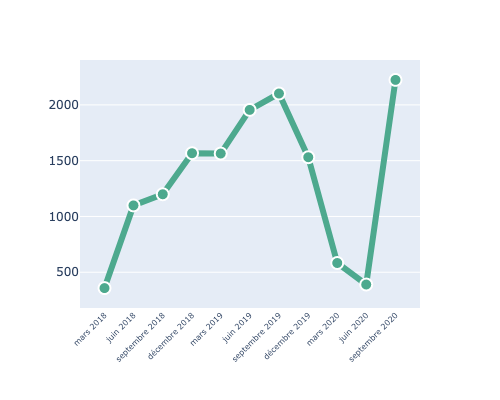 2000
1500
1000
500
mars 2018
juin 2018
septembre 2018
décembre 2018
mars 2019
juin 2019
septembre 2019
décembre 2019
mars 2020
juin 2020
septembre 2020